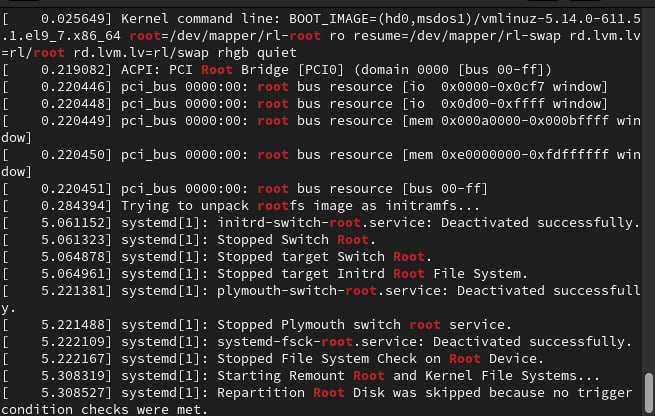 [    0.025649] Kernel command line: BOOT_IMAGE=(hd0,msdos1)/vmlinuz-5.14.0-611.5
.1.el9_7.x86_64 root=/dev/mapper/rl-root ro resume=/dev/mapper/rl-swap rd.lvm.lv
=rl/root rd.lvm.lv=rl/swap rhgb quiet
[    0.219082] ACPI: PCI Root Bridge [PCI0] (domain 0000 [bus 00-ff])
[    0.220446] pci_bus 0000:00: root bus resource [io  0x0000-0x0cf7 window]
[    0.220448] pci_bus 0000:00: root bus resource [io  0x0d00-0xffff window]
[    0.220449] pci_bus 0000:00: root bus resource [mem 0x000a0000-0x000bffff win
dow]
[    0.220450] pci_bus 0000:00: root bus resource [mem 0xe0000000-0xfdffffff win
dow]
[    0.220451] pci_bus 0000:00: root bus resource [bus 00-ff]
[    0.284394] Trying to unpack rootfs image as initramfs...
[    5.061152] systemd[1]: initrd-switch-root.service: Deactivated successfully.
[    5.061323] systemd[1]: Stopped Switch Root.
[    5.064878] systemd[1]: Stopped target Switch Root.
[    5.064961] systemd[1]: Stopped target Initrd Root File System.
[    5.221381] systemd[1]: plymouth-switch-root.service: Deactivated successfull
y.
[    5.221488] systemd[1]: Stopped Plymouth switch root service.
[    5.222109] systemd[1]: systemd-fsck-root.service: Deactivated successfully.
[    5.222167] systemd[1]: Stopped File System Check on Root Device.
[    5.308319] systemd[1]: Starting Remount Root and Kernel File Systems...
[    5.308527] systemd[1]: Repartition Root Disk was skipped because no trigger
condition checks were met.